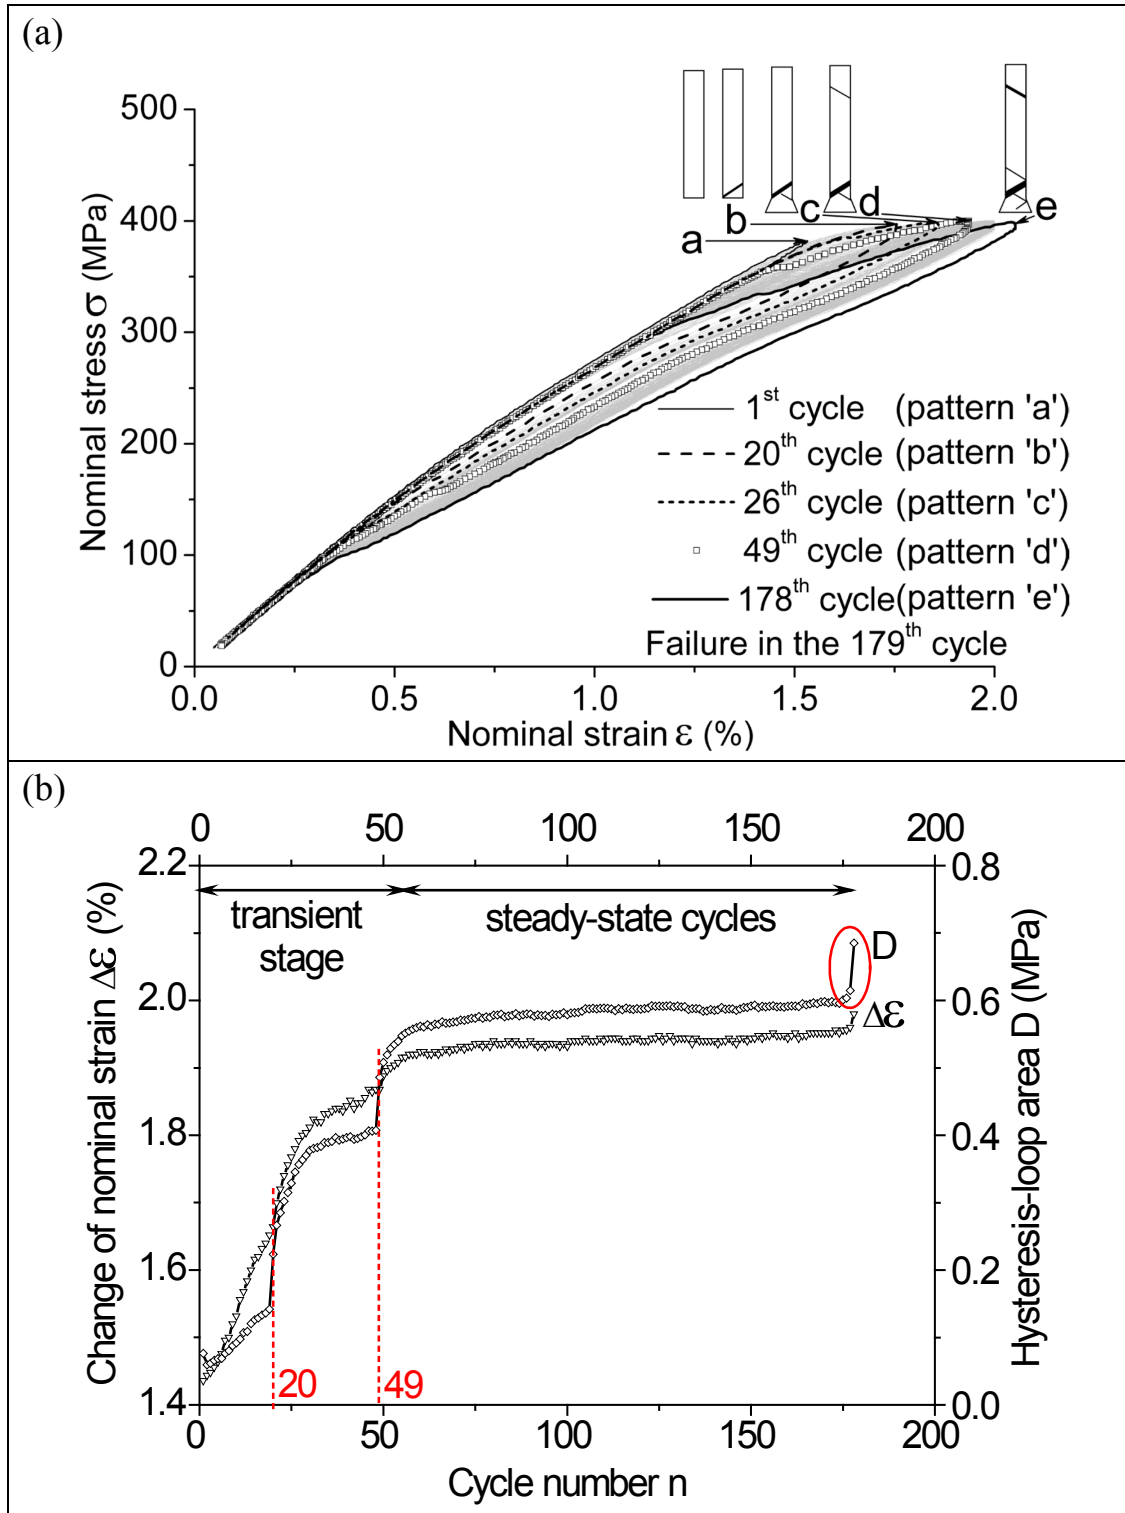 (a)
500
400
300
200
100
0
Nominal stress σ (MPa)
a
b
c
d
e
1st cycle (pattern 'a')
20th cycle (pattern 'b')
26th cycle (pattern 'c')
49th cycle (pattern 'd')
178th cycle(pattern 'e')
Failure in the 179th cycle
0.0 0.5 1.0 1.5 2.0
Nominal strain ε (%)
(b)
0 50 100 150 200
2.2
2.0
1.8
1.6
1.4
Change of nominal strain Δε (%)
transient
stage
steady-state cycles
D
Δε
20
49
0.8
0.6
0.4
0.2
0.0
Hysteresis-loop area D (MPa)
0 50 100 150 200
Cycle number n